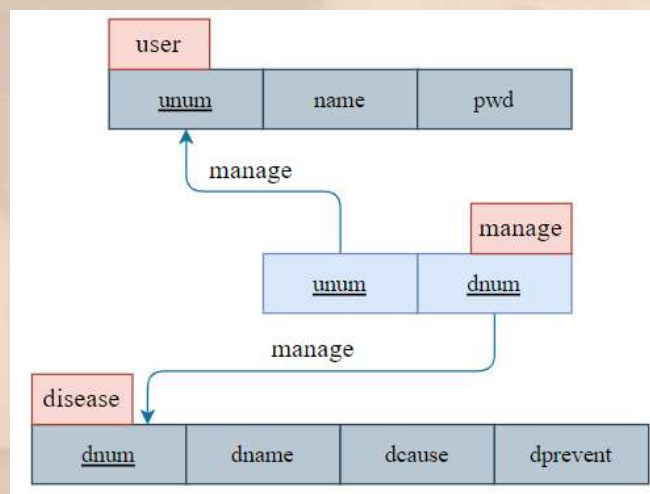 user
unum name pwd
manage
manage
unum dnum
manage
disease
dnum dname dcause dprevent